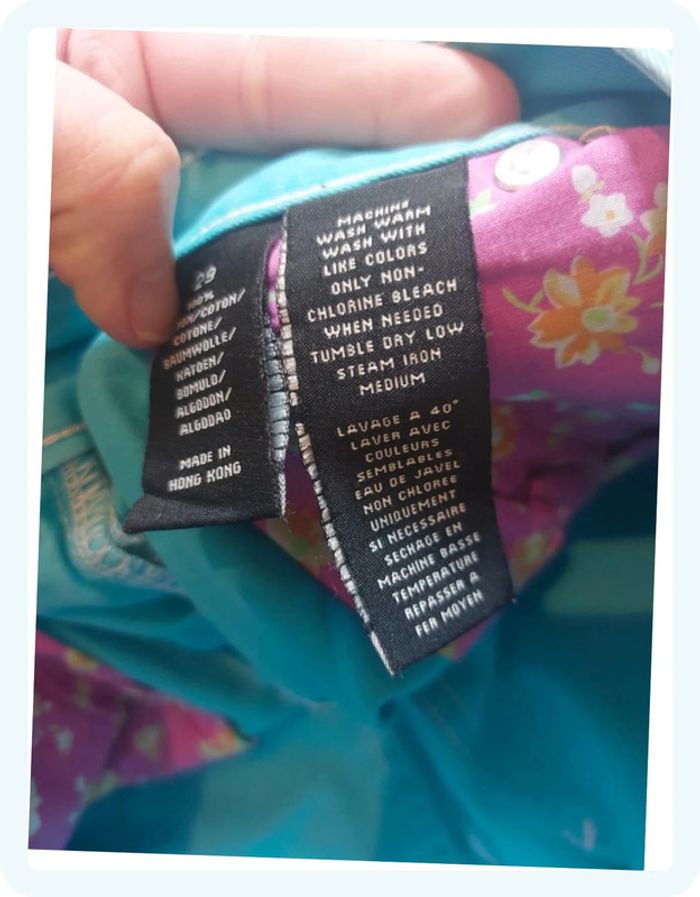 29
100%
TON/COTON/
COTONE/
BAUMWOLLE/
KATOEN/
BOMULD/
ALGODON/
ALGODAO
MADE IN
HONG KONG
MACHINE
WASH WARM
WASH WITH
LIKE COLORS
ONLY NON-
CHLORINE BLEACH
WHEN NEEDED
TUMBLE DRY LOW
STEAM IRON
MEDIUM
LAVAGE A 40°
LAVER AVEC
COULEURS
SEMBLABLES
EAU DE JAVEL
NON CHLOREE
UNIQUEMENT
SI NECESSAIRE
SECHAGE EN
MACHINE BASSE
TEMPERATURE
REPASSER A
FER MOYEN